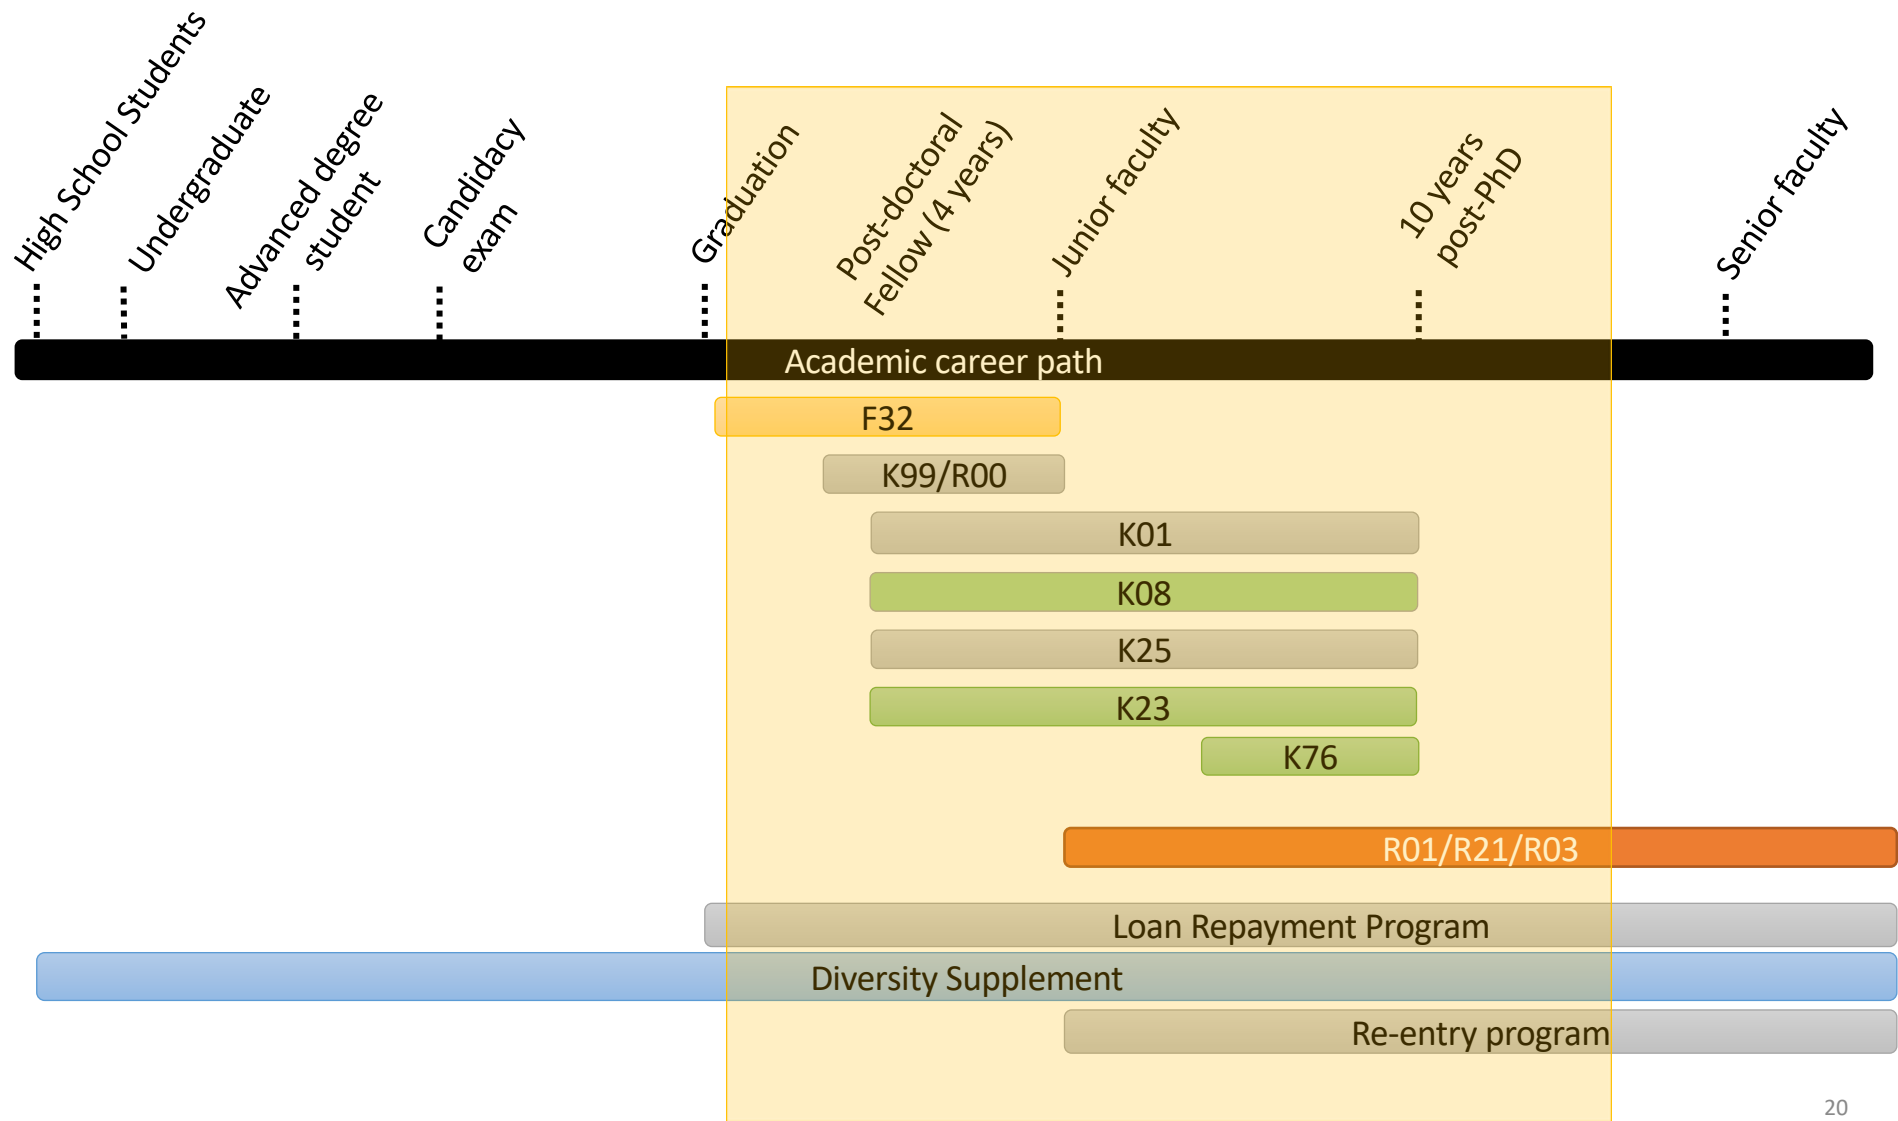 High School Students
Undergraduate
Advanced degree
student
Candidacy
exam
Graduation
Post-doctoral
Fellow (4 years)
Junior faculty
10 years
post-PhD
Senior faculty
Academic career path
F32
K99/R00
K01
K08
K25
K23
K76
R01/R21/R03
Loan Repayment Program
Diversity Supplement
Re-entry program
20